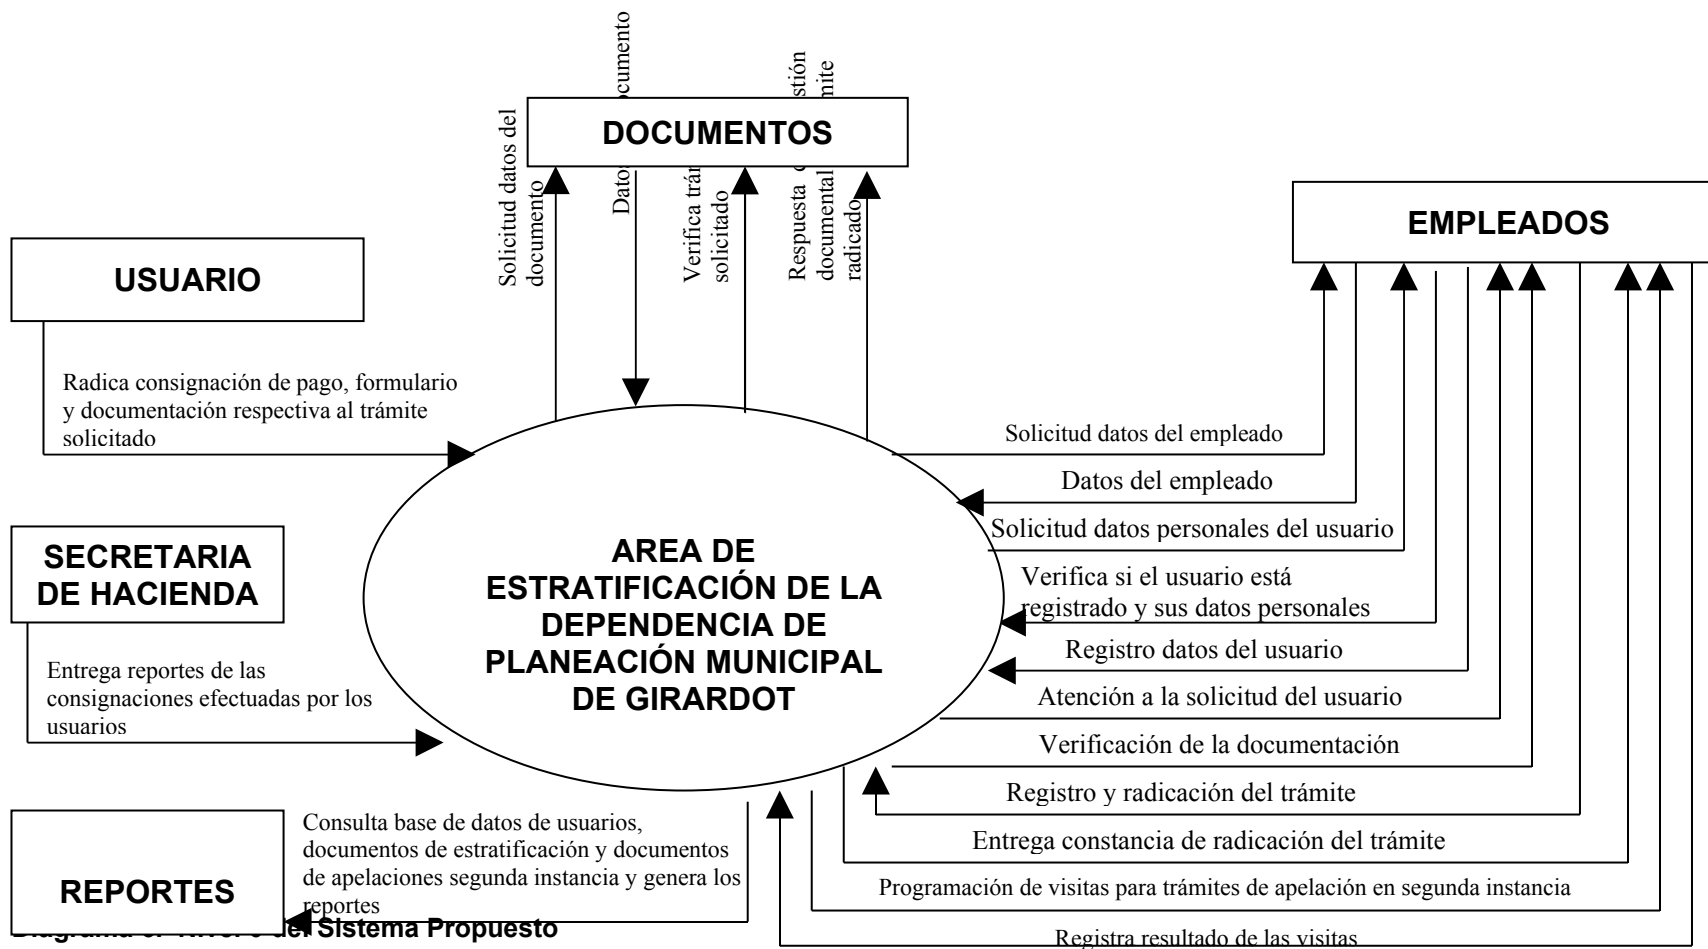 DOCUMENTOS
Solicitud datos del
documento
Verifica
solicitado
Respuesta
documental
radicado
EMPLEADOS
USUARIO
Radica consignación de pago, formulario
y documentación respectiva al trámite
solicitado
SECRETARIA
DE HACIENDA
Entrega reportes de las
consignaciones efectuadas por los
usuarios
REPORTES
Consulta base de datos de usuarios,
documentos de estratificación y documentos
de apelaciones segunda instancia y genera los
reportes
AREA DE
ESTRATIFICACIÓN DE LA
DEPENDENCIA DE
PLANEACIÓN MUNICIPAL
DE GIRARDOT
Solicitud datos del empleado
Datos del empleado
Solicitud datos personales del usuario
Verifica si el usuario está
registrado y sus datos personales
Registro datos del usuario
Atención a la solicitud del usuario
Verificación de la documentación
Registro y radicación del trámite
Entrega constancia de radicación del trámite
Programación de visitas para trámites de apelación en segunda instancia
Registra resultado de las visitas
del Sistema Propuesto